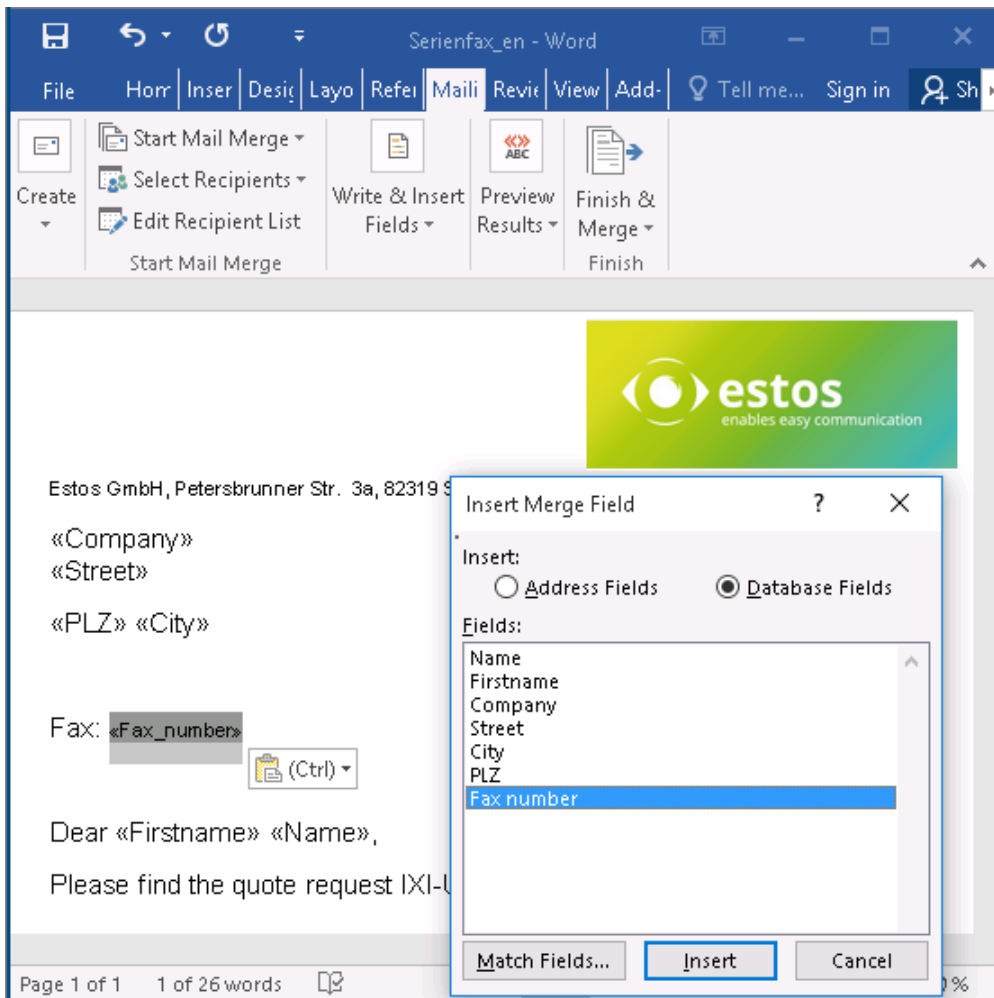 Serienfax_en - Word
File Hom Inser Desig Layo Refer Maili Revie View Add- Tell me... Sign in Sh
Create
Start Mail Merge
Select Recipients
Edit Recipient List
Start Mail Merge
Write & Insert
Fields
ABC
Preview
Results
Finish &
Merge
Finish
estos
enables easy communication
Estos GmbH, Petersbrunner Str. 3a, 82319 S
«Company»
«Street»
«PLZ» «City»
Fax: «Fax_number»
(Ctrl)
Dear «Firstname» «Name»,
Please find the quote request IXI-U
Insert Merge Field ?
Insert:
Address Fields Database Fields
Fields:
Name
Firstname
Company
Street
City
PLZ
Fax number
Match Fields... Insert Cancel
Page 1 of 1 1 of 26 words %